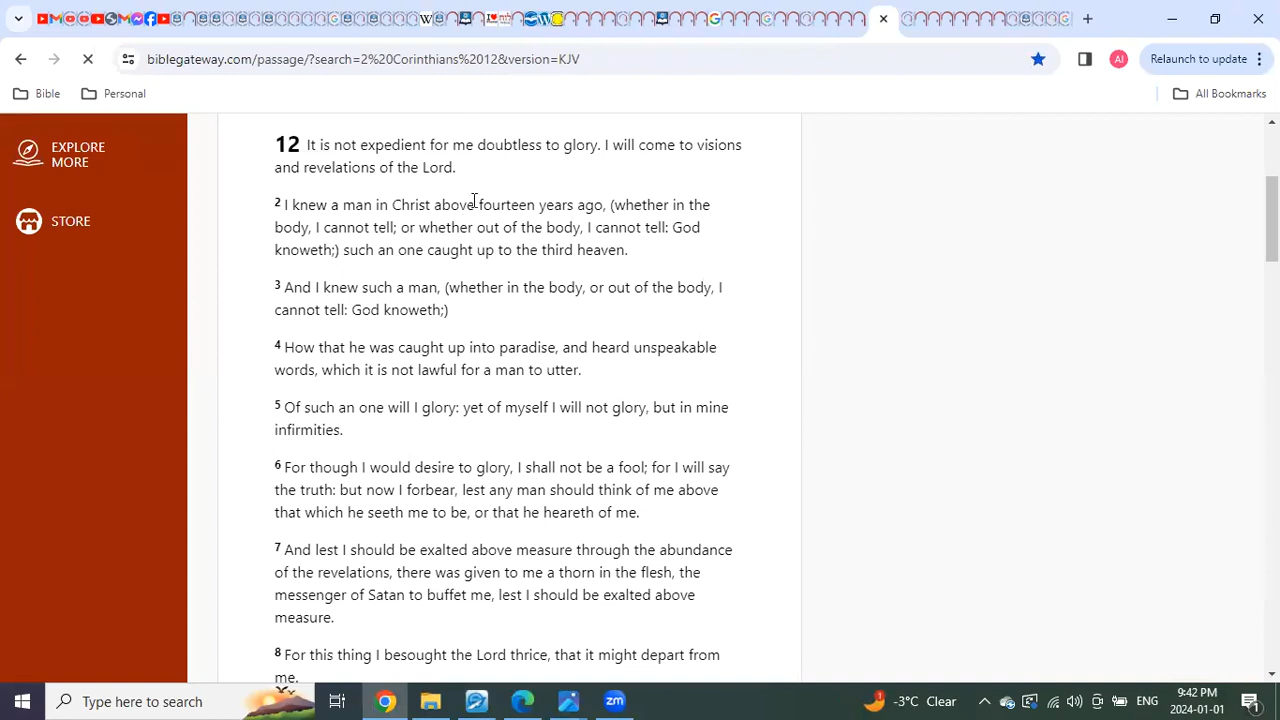 biblegateway.com/passage/?search=2%20Corinthians%2012&version=KJV
AI
Relaunch to update
Bible
Personal
All Bookmarks
EXPLORE
MORE
STORE
12 It is not expedient for me doubtless to glory. I will come to visions
and revelations of the Lord.
2 I knew a man in Christ above fourteen years ago, (whether in the
body, I cannot tell; or whether out of the body, I cannot tell: God
knoweth;) such an one caught up to the third heaven.
3 And I knew such a man, (whether in the body, or out of the body, I
cannot tell: God knoweth;)
4 How that he was caught up into paradise, and heard unspeakable
words, which it is not lawful for a man to utter.
5 Of such an one will I glory: yet of myself I will not glory, but in mine
infirmities.
6 For though I would desire to glory, I shall not be a fool; for I will say
the truth: but now I forbear, lest any man should think of me above
that which he seeth me to be, or that he heareth of me.
7 And lest I should be exalted above measure through the abundance
of the revelations, there was given to me a thorn in the flesh, the
messenger of Satan to buffet me, lest I should be exalted above
measure.
8 For this thing I besought the Lord thrice, that it might depart from
me.
Type here to search
zm
1
-3°C Clear
ENG
9:42 PM
2024-01-01
1